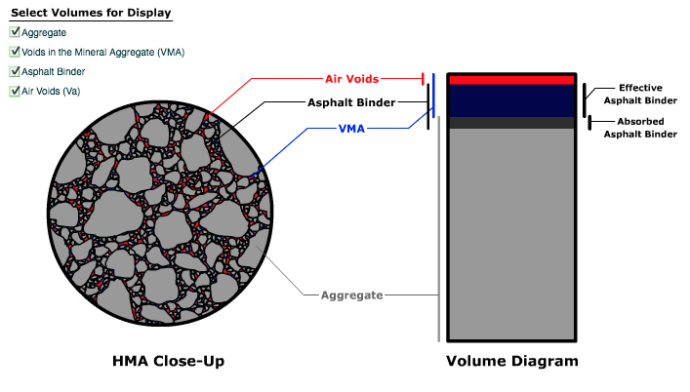 Select Volumes for Display
Aggregate
Voids in the Mineral Aggregate (VMA)
Asphalt Binder
Air Voids (Va)
Air Voids
Asphalt Binder
VMA
Aggregate
Effective
Asphalt Binder
Absorbed
Asphalt Binder
HMA Close-Up
Volume Diagram